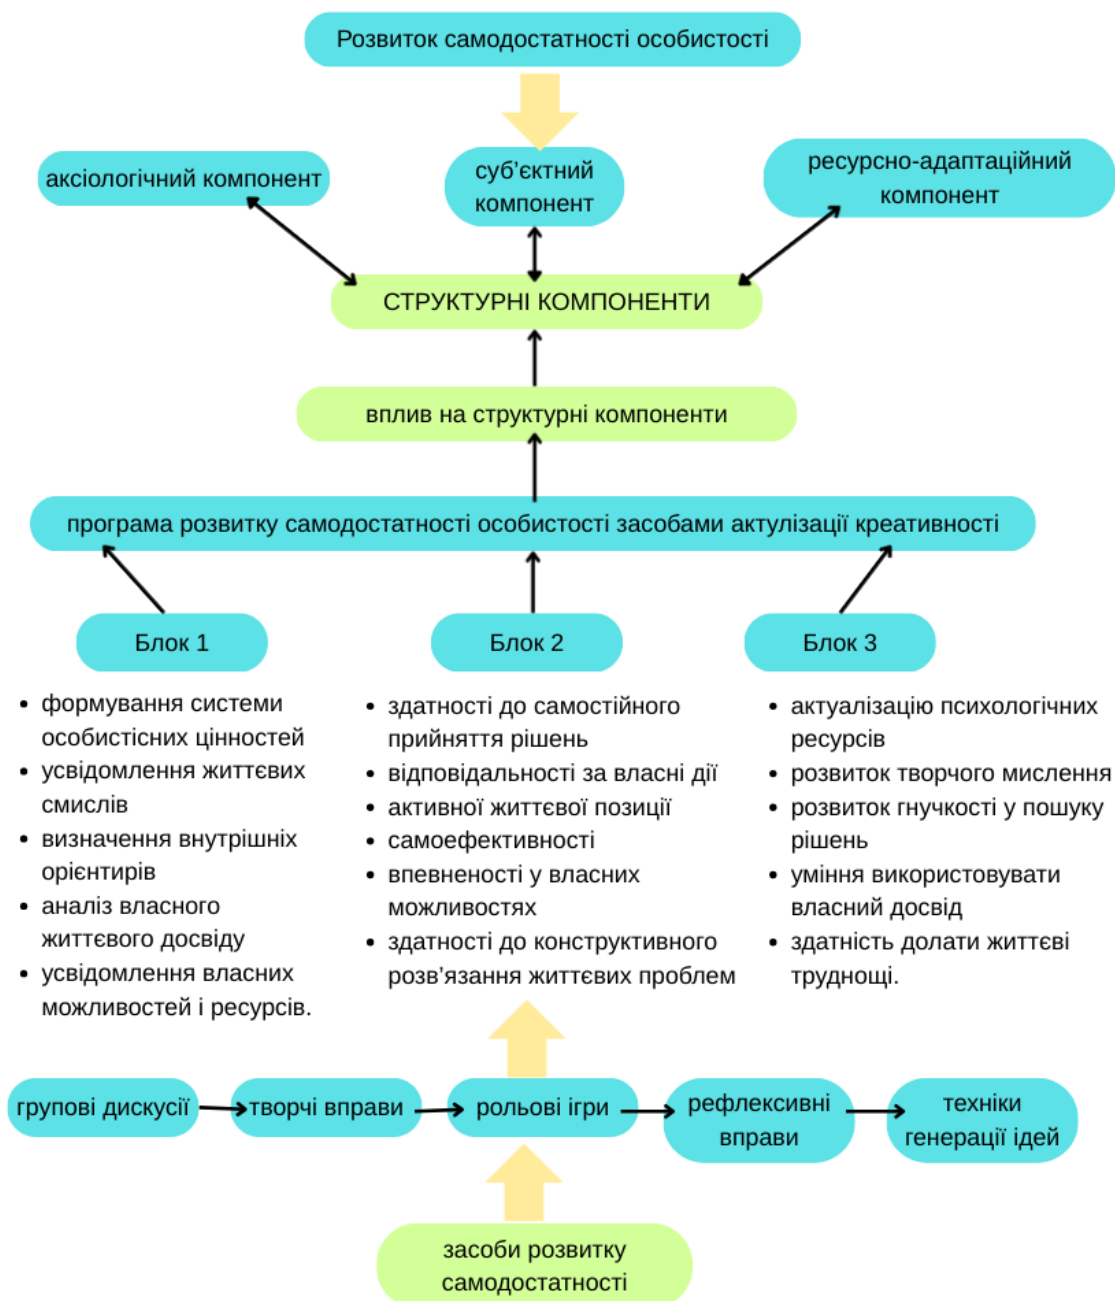 Розвиток самодостатності особистості
аксіологічний компонент
суб'єктний
компонент
ресурсно-адаптаційний
компонент
СТРУКТУРНІ КОМПОНЕНТИ
вплив на структурні компоненти
програма розвитку самодостатності особистості засобами актулізації креативності
Блок 1
Блок 2
Блок 3
• формування системи
особистісних цінностей
• усвідомлення життєвих
смислів
• визначення внутрішніх
орієнтирів
• аналіз власного
життєвого досвіду
• усвідомлення власних
можливостей і ресурсів.
• здатності до самостійного
прийняття рішень
• відповідальності за власні дії
• активної життєвої позиції
• самоефективності
• впевненості у власних
можливостях
• здатності до конструктивного
розв'язання життєвих проблем
• актуалізацію психологічних
ресурсів
• розвиток творчого мислення
• розвиток гнучкості у пошуку
рішень
• уміння використовувати
власний досвід
• здатність долати життєві
труднощі.
групові дискусії
творчі вправи
рольові ігри
рефлексивні
вправи
техніки
генерації ідей
засоби розвитку
самодостатності